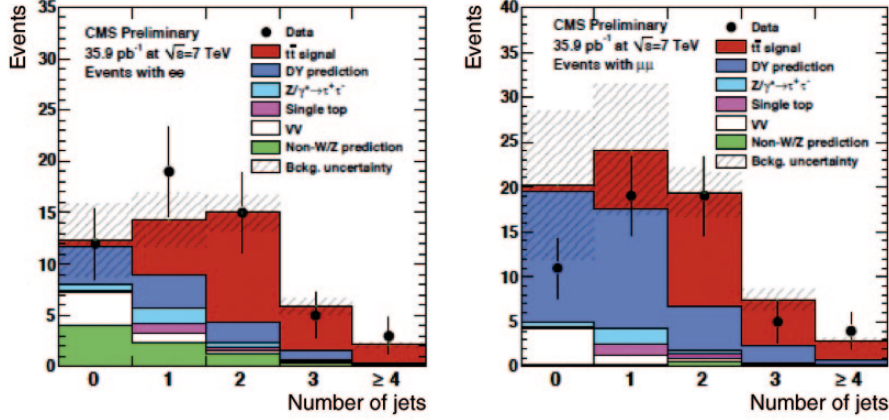 Events
35
30
25
20
15
10
5
0
CMS Preliminary
35.9 pb⁻¹ at √s=7 TeV
Events with ee
Data
tt̄ signal
DY prediction
Z/γ*→τ⁺τ⁻
Single top
VV
Non-W/Z prediction
Bckg. uncertainty
0 1 2 3 ≥ 4
Number of jets
Events
40
35
30
25
20
15
10
5
0
CMS Preliminary
35.9 pb⁻¹ at √s=7 TeV
Events with μμ
Data
tt̄ signal
DY prediction
Z/γ*→τ⁺τ⁻
Single top
VV
Non-W/Z prediction
Bckg. uncertainty
0 1 2 3 ≥ 4
Number of jets